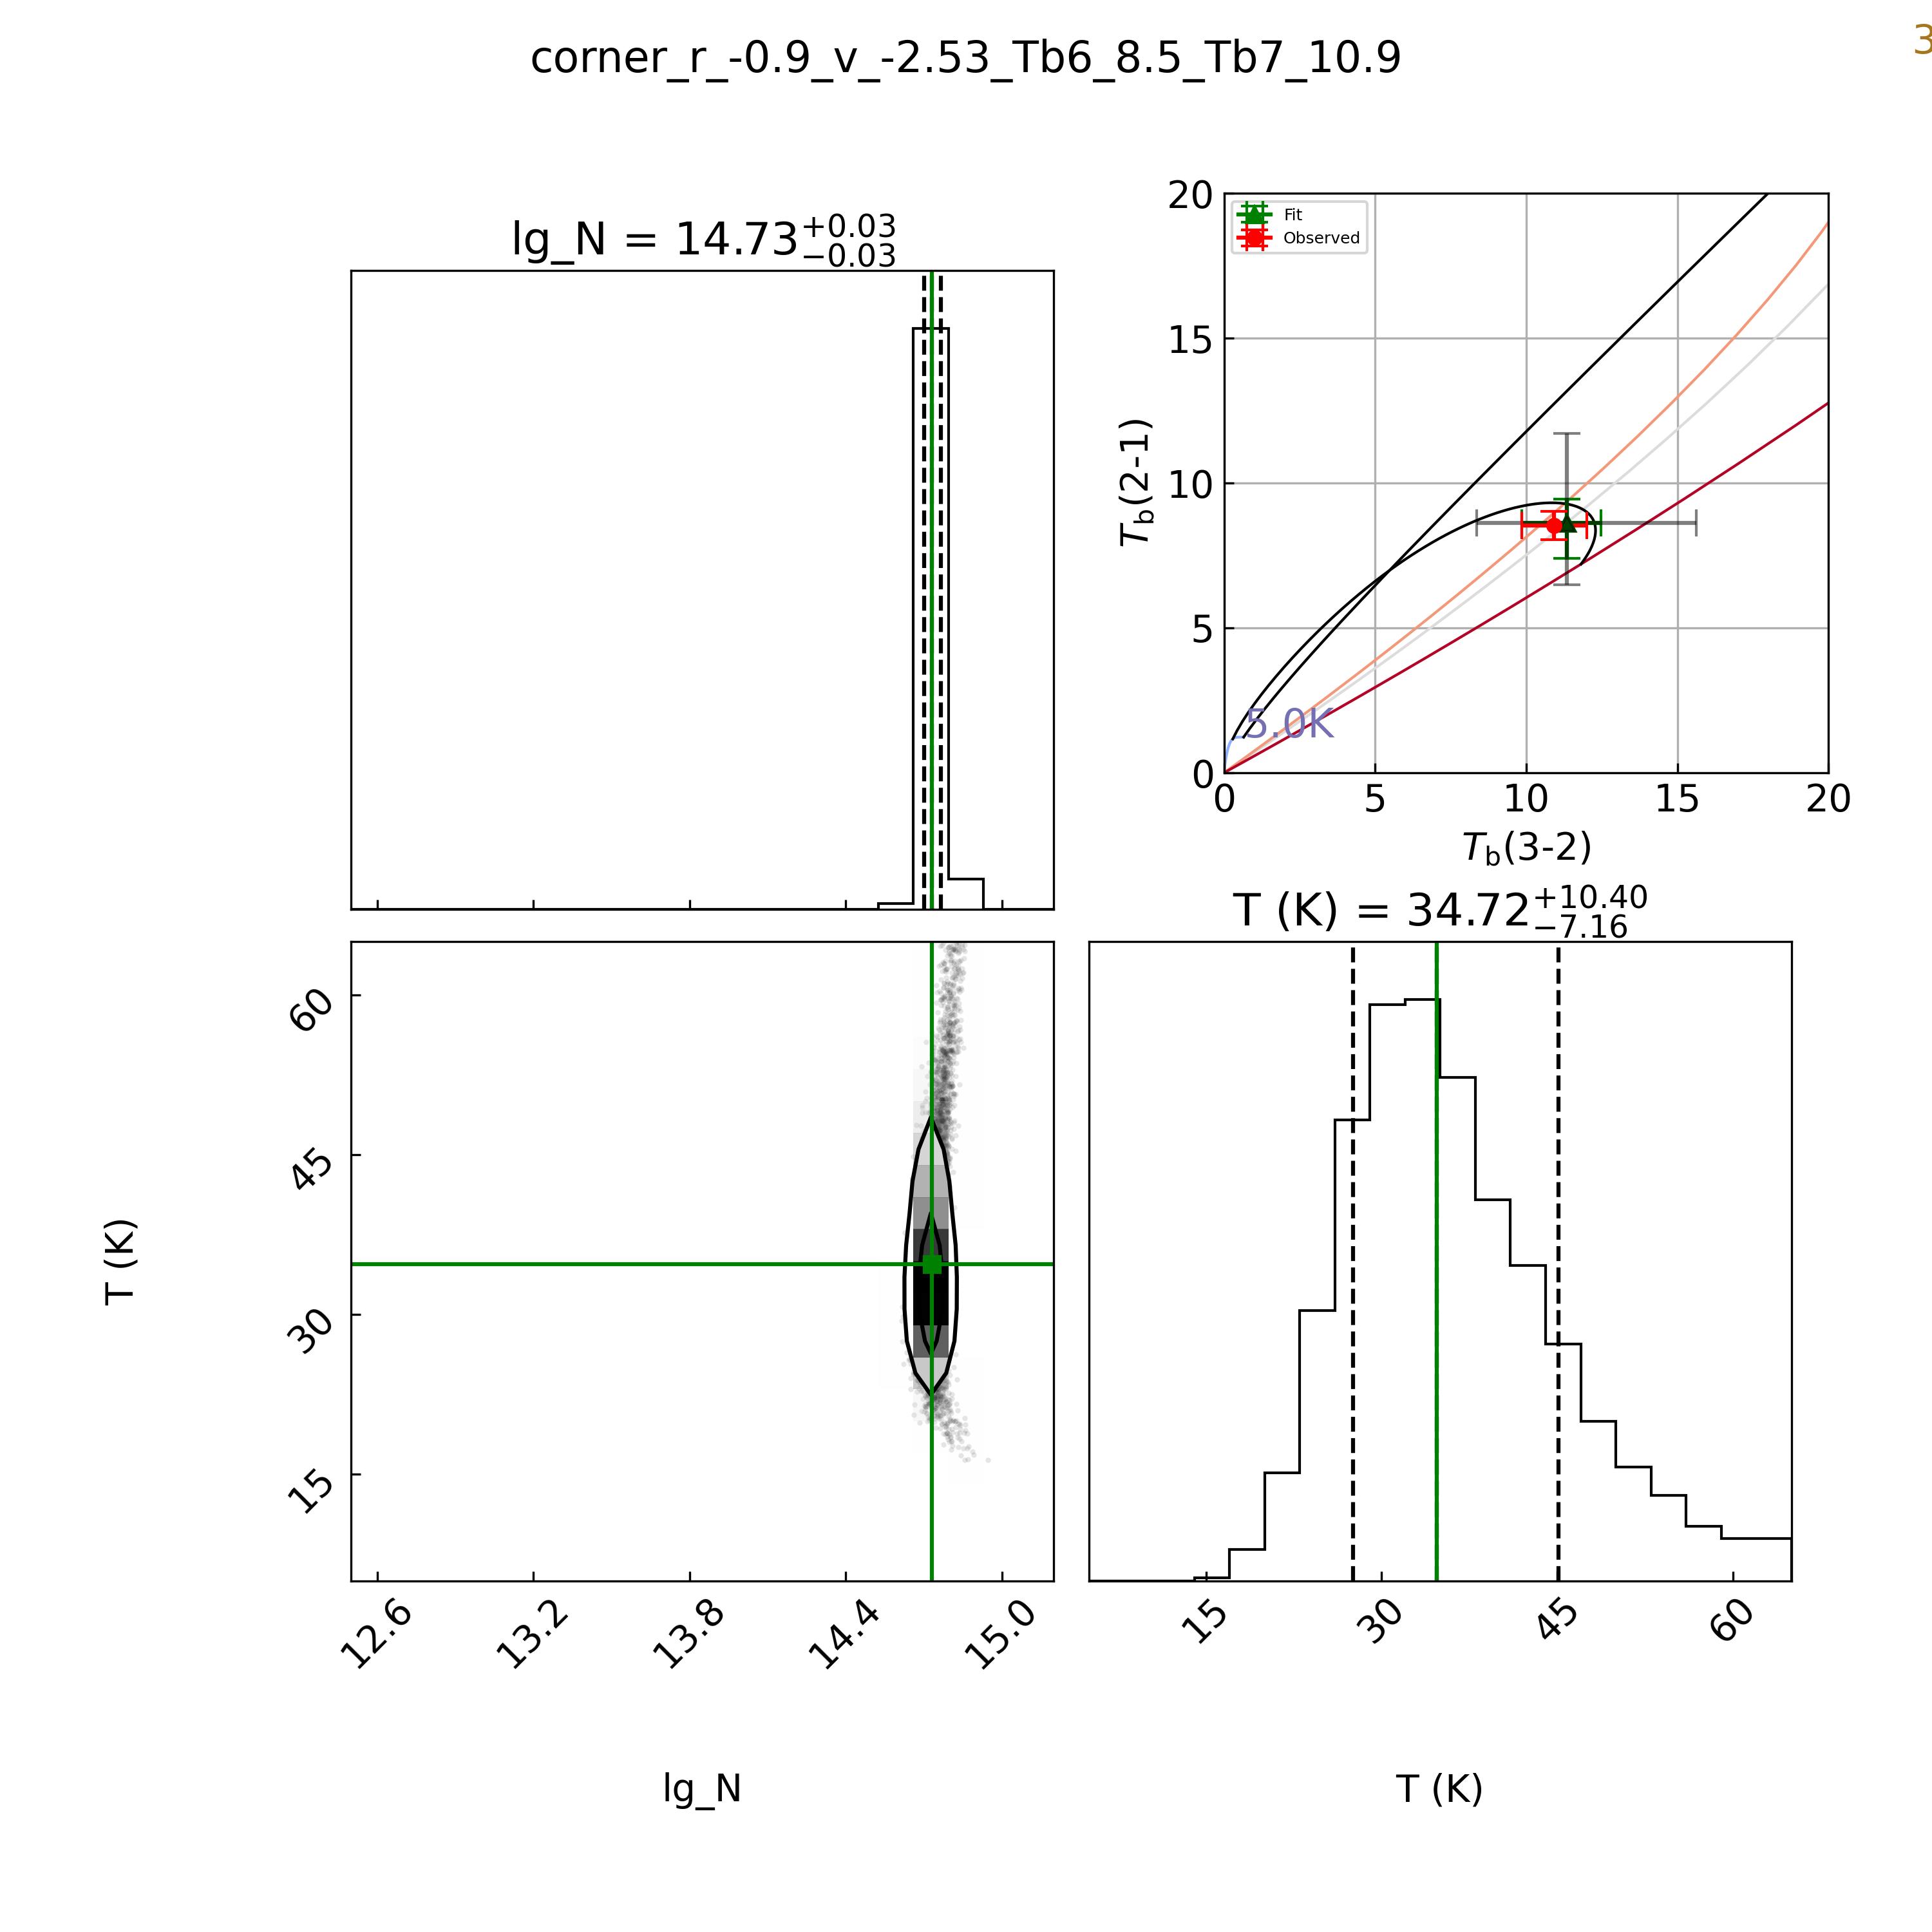 corner_r_-0.9_v_-2.53_Tb6_8.5_Tb7_10.9
3
lg_N = 14.73+0.03 −0.03
20
15
10
5
0
Tb(2-1)
Fit
Observed
5.0K
0 5 10 15 20
Tb(3-2)
T (K) = 34.72+10.40 −7.16
T (K)
60
45
30
15
12.6 13.2 13.8 14.4 15.0
lg_N
15 30 45 60
T (K)